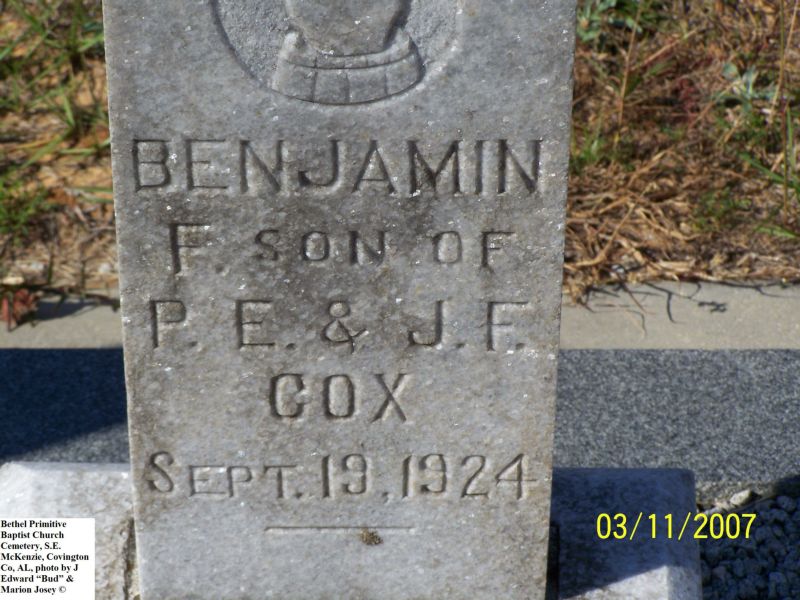 BENJAMIN
F. SON OF
P. E. & J. F.
COX
SEPT. 19, 1924
03/11/2007
Bethel Primitive
Baptist Church
Cemetery, S.E.
McKenzie, Covington
Co, AL, photo by J
Edward “Bud” &
Marion Josey ©